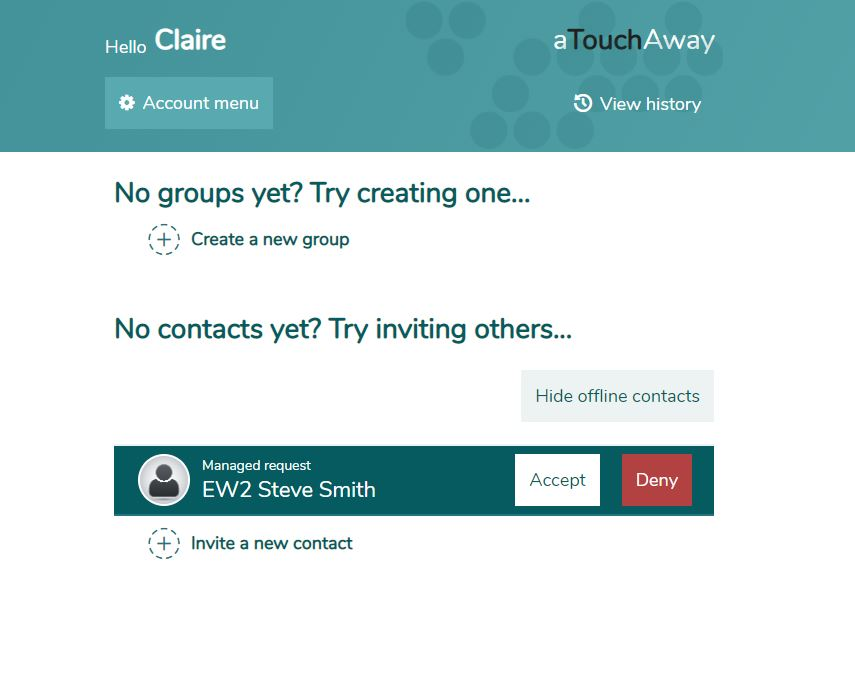 Hello Claire
aTouchAway
Account menu
View history
No groups yet? Try creating one...
Create a new group
No contacts yet? Try inviting others...
Hide offline contacts
Managed request
EW2 Steve Smith
Accept
Deny
Invite a new contact